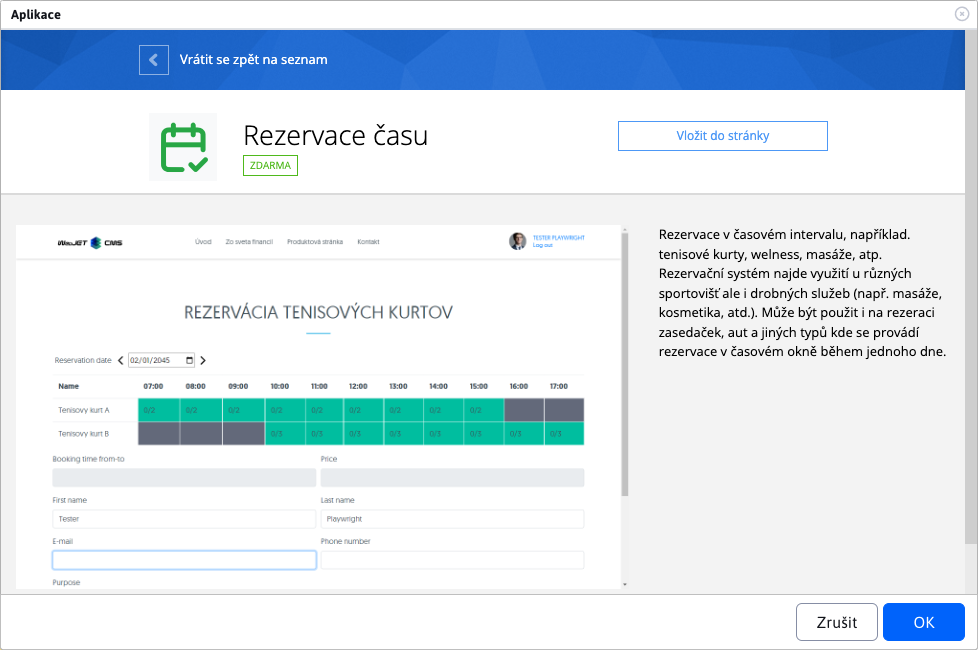 Aplikace
Vrátit se zpět na seznam
Rezervace času
ZDARMA
Vložit do stránky
WebJET CMS
Úvod Zo sveta financií Produktová stránka Kontakt
TESTER PLAYWRIGHT
Log out
REZERVÁCIA TENISOVÝCH KURTOV
Reservation date 02/01/2045
Name 07:00 08:00 09:00 10:00 11:00 12:00 13:00 14:00 15:00 16:00 17:00
Tenisovy kurt A 0/2 0/2 0/2 0/2 0/2 0/2 0/2 0/2 0/2
Tenisovy kurt B 0/3 0/3 0/3 0/3 0/3 0/3 0/3 0/3
Booking time from-to Price
First name Last name
Tester Playwright
E-mail Phone number
Purpose
Rezervace v časovém intervalu, například.
tenisové kurty, welness, masáže, atp.
Rezervační systém najde využití u různých
sportovišť ale i drobných služeb (např. masáže,
kosmetika, atd.). Může být použit i na rezeraci
zasedaček, aut a jiných typů kde se provádí
rezervace v časovém okně během jednoho dne.
Zrušit OK